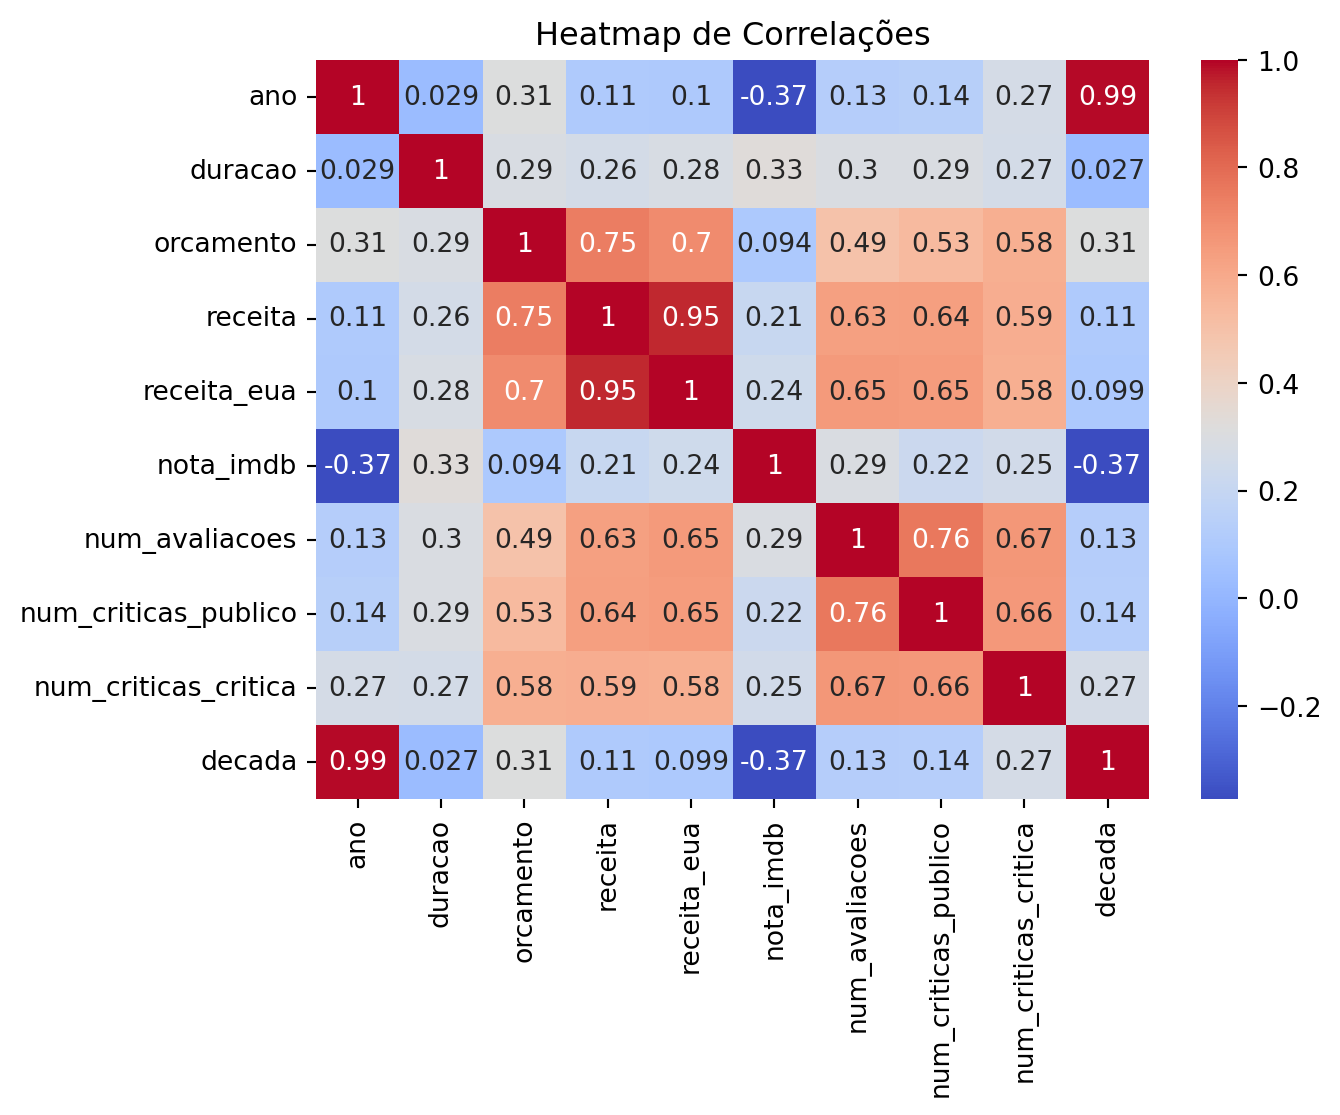 Heatmap de Correlações
ano 1 0.029 0.31 0.11 0.1 -0.37 0.13 0.14 0.27 0.99
duracao 0.029 1 0.29 0.26 0.28 0.33 0.3 0.29 0.27 0.027
orcamento 0.31 0.29 1 0.75 0.7 0.094 0.49 0.53 0.58 0.31
receita 0.11 0.26 0.75 1 0.95 0.21 0.63 0.64 0.59 0.11
receita_eua 0.1 0.28 0.7 0.95 1 0.24 0.65 0.65 0.58 0.099
nota_imdb -0.37 0.33 0.094 0.21 0.24 1 0.29 0.22 0.25 -0.37
num_avaliacoes 0.13 0.3 0.49 0.63 0.65 0.29 1 0.76 0.67 0.13
num_criticas_publico 0.14 0.29 0.53 0.64 0.65 0.22 0.76 1 0.66 0.14
num_criticas_critica 0.27 0.27 0.58 0.59 0.58 0.25 0.67 0.66 1 0.27
decada 0.99 0.027 0.31 0.11 0.099 -0.37 0.13 0.14 0.27 1
ano
duracao
orcamento
receita
receita_eua
nota_imdb
num_avaliacoes
num_criticas_publico
num_criticas_critica
decada
1.0
0.8
0.6
0.4
0.2
0.0
−0.2